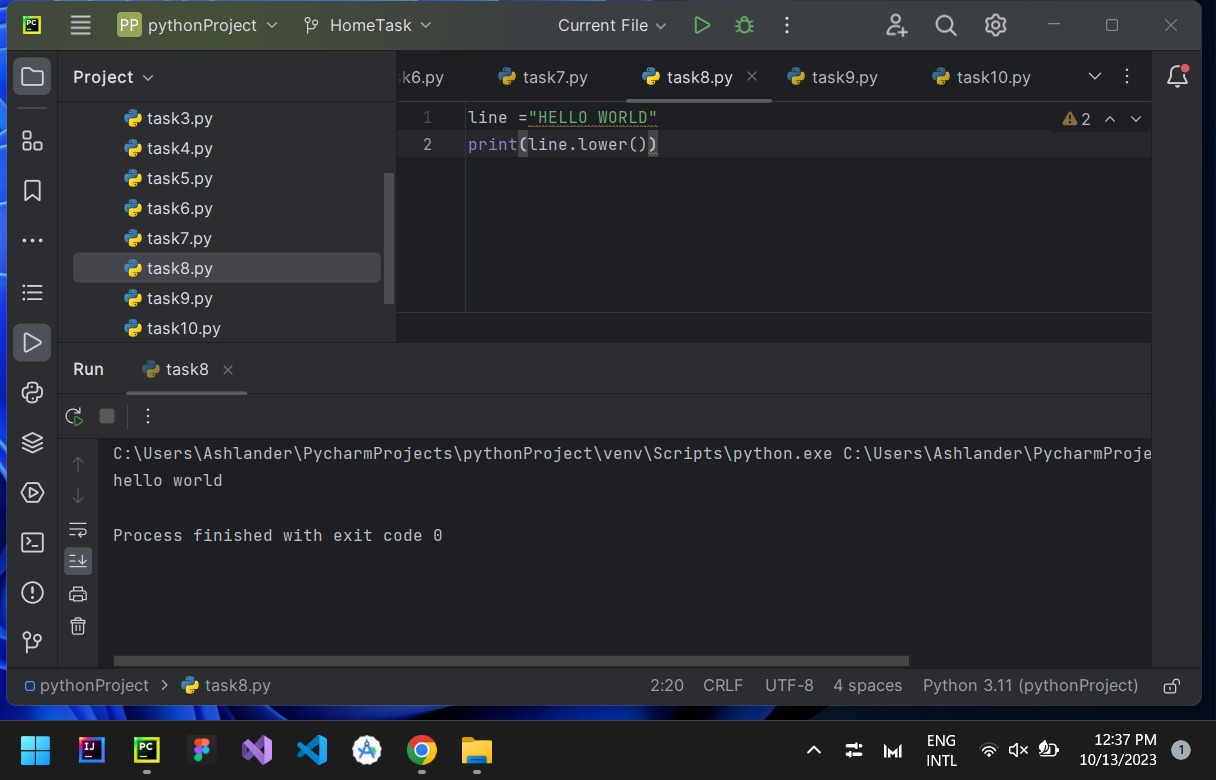 PC
PP pythonProject HomeTask Current File
Project
k6.py task7.py task8.py task9.py task10.py
task3.py
task4.py
task5.py
task6.py
task7.py
task8.py
task9.py
task10.py
1 line ="HELLO WORLD"
2 print(line.lower())
2
Run task8
C:\Users\Ashlander\PycharmProjects\pythonProject\venv\Scripts\python.exe C:\Users\Ashlander\PycharmProje
hello world
Process finished with exit code 0
pythonProject > task8.py 2:20 CRLF UTF-8 4 spaces Python 3.11 (pythonProject)
IJ PC
ENG
INTL
12:37 PM
10/13/2023
1